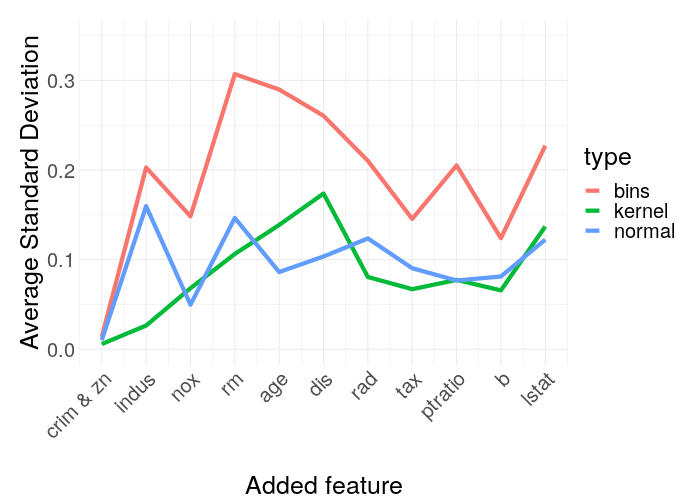 Average Standard Deviation
0.3
0.2
0.1
0.0
crim & zn
indus
nox
rm
age
dis
rad
tax
ptratio
b
lstat
Added feature
type
bins
kernel
normal